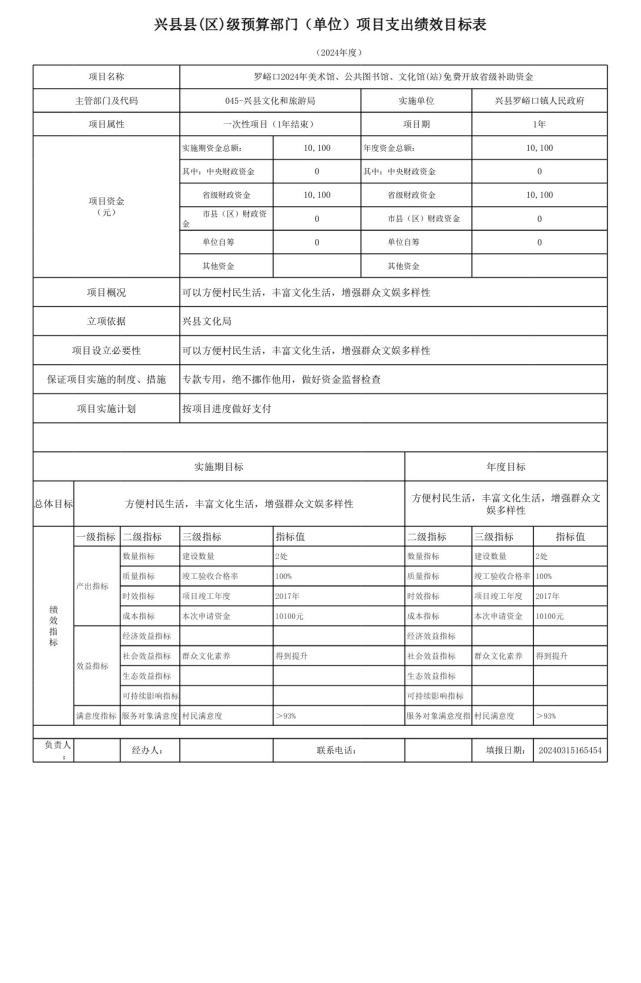 兴县县(区)级预算部门（单位）项目支出绩效目标表
（2024年度）
项目名称 罗峪口2024年美术馆、公共图书馆、文化馆(站)免费开放省级补助资金
主管部门及代码 045-兴县文化和旅游局 实施单位 兴县罗峪口镇人民政府
项目属性 一次性项目（1年结束） 项目期 1年
项目资金
（元）
实施期资金总额: 10,100 年度资金总额: 10,100
其中:中央财政资金 0 其中:中央财政资金 0
省级财政资金 10,100 省级财政资金 10,100
市县（区）财政资
金 0 市县（区）财政资金 0
单位自筹 0 单位自筹 0
其他资金 其他资金
项目概况 可以方便村民生活，丰富文化生活，增强群众文娱多样性
立项依据 兴县文化局
项目设立必要性 可以方便村民生活，丰富文化生活，增强群众文娱多样性
保证项目实施的制度、措施 专款专用，绝不挪作他用，做好资金监督检查
项目实施计划 按项目进度做好支付
实施期目标 年度目标
总体目标 方便村民生活，丰富文化生活，增强群众文娱多样性 方便村民生活，丰富文化生活，增强群众文
娱多样性
绩效指标
一级指标 二级指标 三级指标 指标值 二级指标 三级指标 指标值
产出指标
数量指标 建设数量 2处 数量指标 建设数量 2处
质量指标 竣工验收合格率 100% 质量指标 竣工验收合格率 100%
时效指标 项目竣工年度 2017年 时效指标 项目竣工年度 2017年
成本指标 本次申请资金 10100元 成本指标 本次申请资金 10100元
效益指标
经济效益指标 经济效益指标
社会效益指标 群众文化素养 得到提升 社会效益指标 群众文化素养 得到提升
生态效益指标 生态效益指标
可持续影响指标 可持续影响指标
满意度指标 服务对象满意度 村民满意度 ＞93% 服务对象满意度指 村民满意度 ＞93%
负责人
: 经办人: 联系电话: 填报日期: 20240315165454